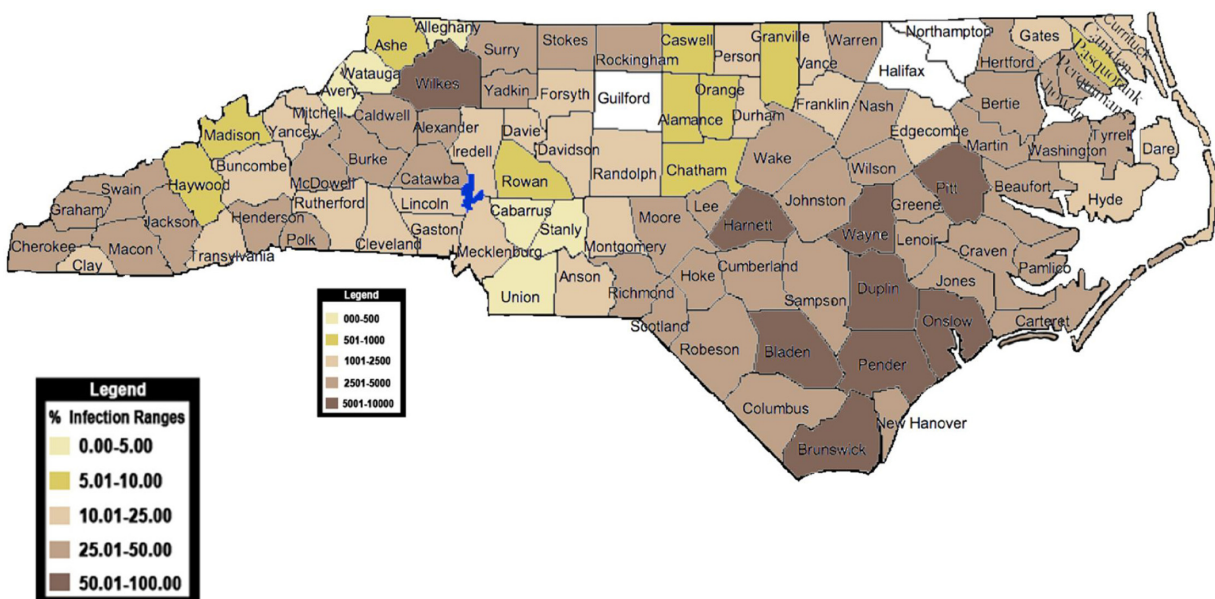 Alleghany
Ashe
Surry
Stokes
Rockingham
Caswell
Person
Granville
Vance
Warren
Northampton
Halifax
Hertford
Gates
Currituck
Camden
Pasquotank
Perquimans
Watauga
Wilkes
Yadkin
Forsyth
Guilford
Alamance
Orange
Durham
Franklin
Nash
Bertie
Avery
Mitchell
Caldwell
Alexander
Davie
Davidson
Edgecombe
Martin
Washington
Tyrrell
Dare
Madison
Yancey
Burke
Iredell
Randolph
Chatham
Wake
Wilson
Buncombe
McDowell
Catawba
Rowan
Haywood
Swain
Rutherford
Lincoln
Cabarrus
Stanly
Lee
Johnston
Greene
Pitt
Beaufort
Hyde
Graham
Jackson
Henderson
Polk
Cleveland
Gaston
Mecklenburg
Montgomery
Moore
Harnett
Wayne
Lenoir
Craven
Pamlico
Cherokee
Clay
Macon
Transylvania
Union
Anson
Richmond
Hoke
Cumberland
Sampson
Duplin
Jones
Onslow
Carteret
Scotland
Robeson
Bladen
Pender
Columbus
New Hanover
Brunswick
Legend
000-500
501-1000
1001-2500
2501-5000
5001-10000
Legend
% Infection Ranges
0.00-5.00
5.01-10.00
10.01-25.00
25.01-50.00
50.01-100.00